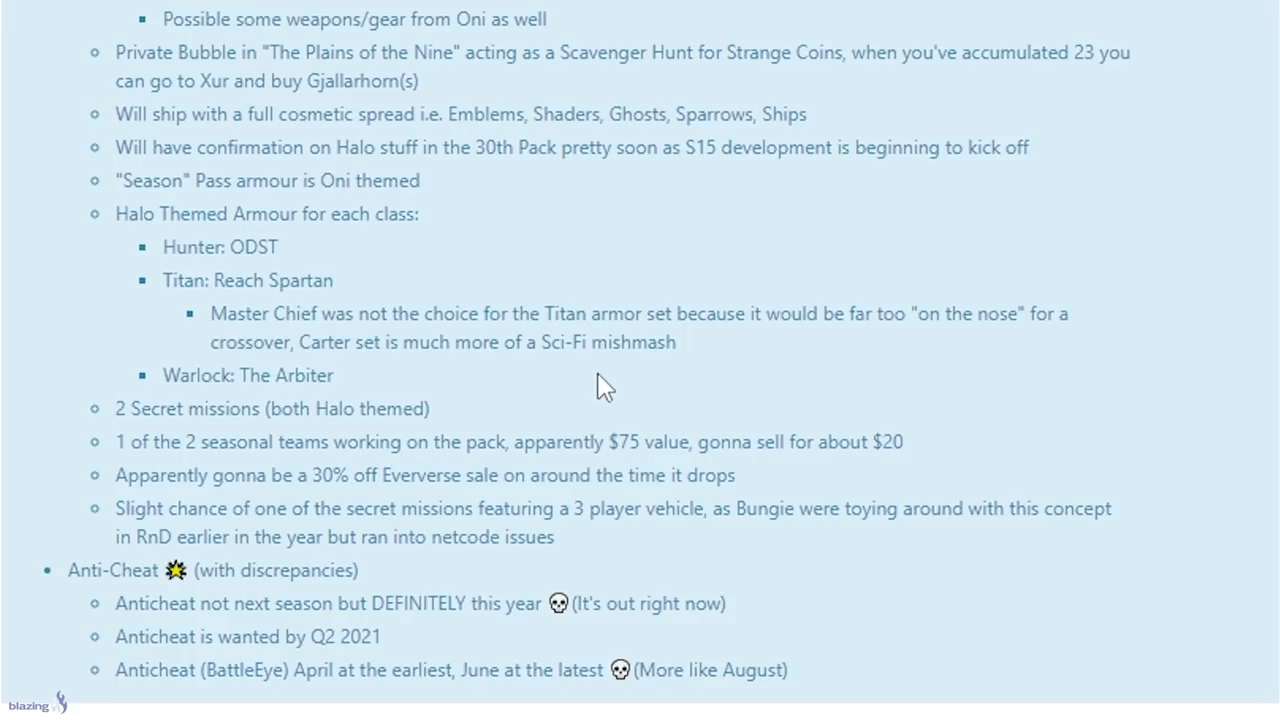 Possible some weapons/gear from Oni as well
Private Bubble in "The Plains of the Nine" acting as a Scavenger Hunt for Strange Coins, when you've accumulated 23 you
can go to Xur and buy Gjallarhorn(s)
Will ship with a full cosmetic spread i.e. Emblems, Shaders, Ghosts, Sparrows, Ships
Will have confirmation on Halo stuff in the 30th Pack pretty soon as S15 development is beginning to kick off
"Season" Pass armour is Oni themed
Halo Themed Armour for each class:
Hunter: ODST
Titan: Reach Spartan
Master Chief was not the choice for the Titan armor set because it would be far too "on the nose" for a
crossover, Carter set is much more of a Sci-Fi mishmash
Warlock: The Arbiter
2 Secret missions (both Halo themed)
1 of the 2 seasonal teams working on the pack, apparently $75 value, gonna sell for about $20
Apparently gonna be a 30% off Eververse sale on around the time it drops
Slight chance of one of the secret missions featuring a 3 player vehicle, as Bungie were toying around with this concept
in RnD earlier in the year but ran into netcode issues
Anti-Cheat (with discrepancies)
Anticheat not next season but DEFINITELY this year 💀(It's out right now)
Anticheat is wanted by Q2 2021
Anticheat (BattleEye) April at the earliest, June at the latest 💀(More like August)
blazing